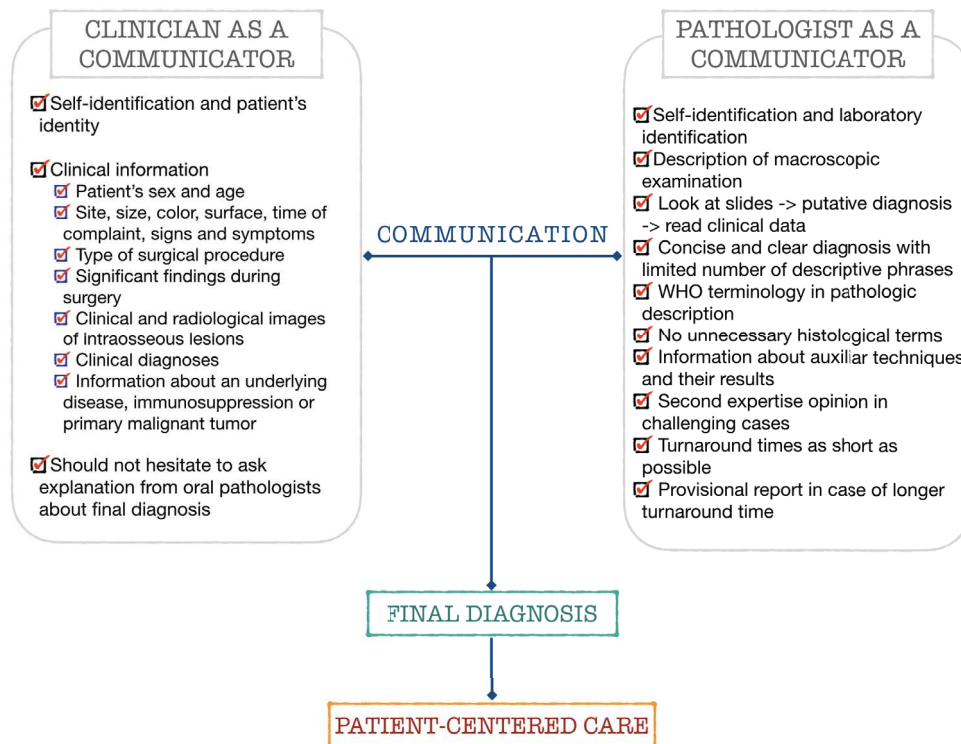 CLINICIAN AS A
COMMUNICATOR
Self-identification and patient's
identity
Clinical information
Patient's sex and age
Site, size, color, surface, time of
complaint, signs and symptoms
Type of surgical procedure
Significant findings during
surgery
Clinical and radiological images
of intraosseous lesions
Clinical diagnoses
Information about an underlying
disease, immunosuppression or
primary malignant tumor
Should not hesitate to ask
explanation from oral pathologists
about final diagnosis
COMMUNICATION
PATHOLOGIST AS A
COMMUNICATOR
Self-identification and laboratory
identification
Description of macroscopic
examination
Look at slides -> putative diagnosis
-> read clinical data
Concise and clear diagnosis with
limited number of descriptive phrases
WHO terminology in pathologic
description
No unnecessary histological terms
Information about auxiliar techniques
and their results
Second expertise opinion in
challenging cases
Turnaround times as short as
possible
Provisional report in case of longer
turnaround time
FINAL DIAGNOSIS
PATIENT-CENTERED CARE